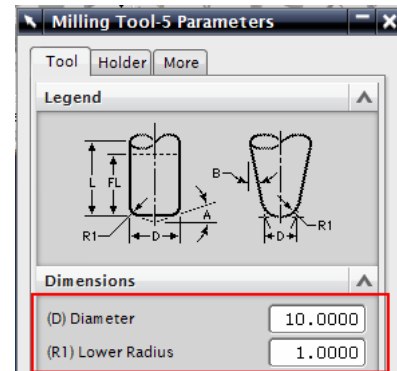 Milling Tool-5 Parameters
Tool Holder More
Legend
L FL B A
R1 D D R1
Dimensions
(D) Diameter 10.0000
(R1) Lower Radius 1.0000